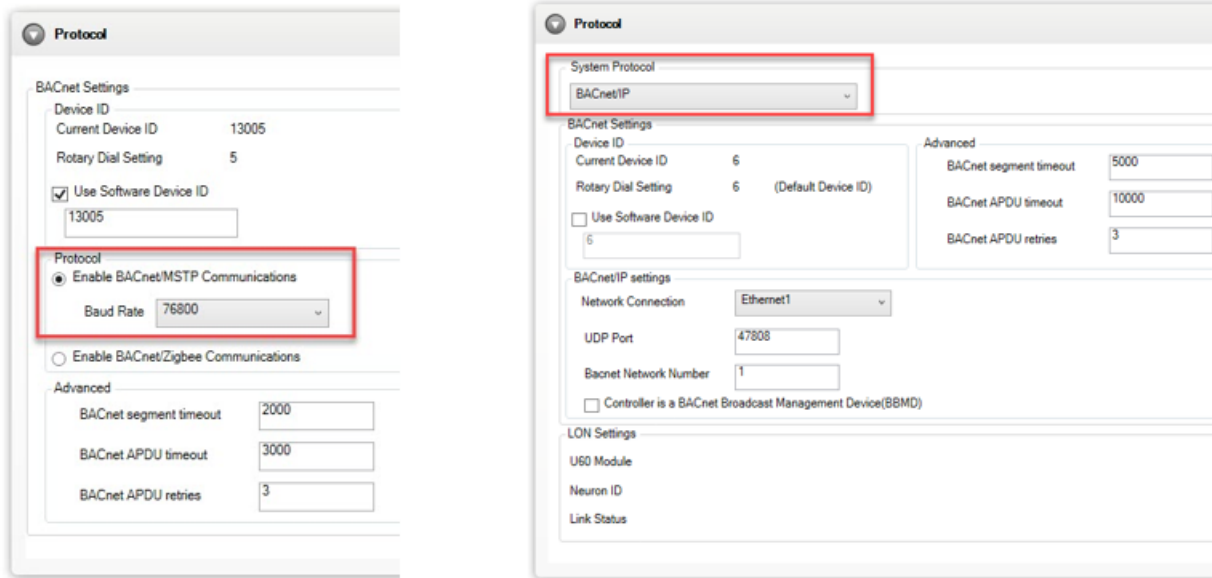 Protocol
BACnet Settings
Device ID
Current Device ID 13005
Rotary Dial Setting 5
Use Software Device ID
13005
Protocol
Enable BACnet/MSTP Communications
Baud Rate 76800
Enable BACnet/Zigbee Communications
Advanced
BACnet segment timeout 2000
BACnet APDU timeout 3000
BACnet APDU retries 3
Protocol
System Protocol
BACnet/IP
BACnet Settings
Device ID
Current Device ID 6
Rotary Dial Setting 6 (Default Device ID)
Use Software Device ID
6
Advanced
BACnet segment timeout 5000
BACnet APDU timeout 10000
BACnet APDU retries 3
BACnet/IP settings
Network Connection Ethernet1
UDP Port 47808
Bacnet Network Number 1
Controller is a BACnet Broadcast Management Device(BBMD)
LON Settings
U60 Module
Neuron ID
Link Status